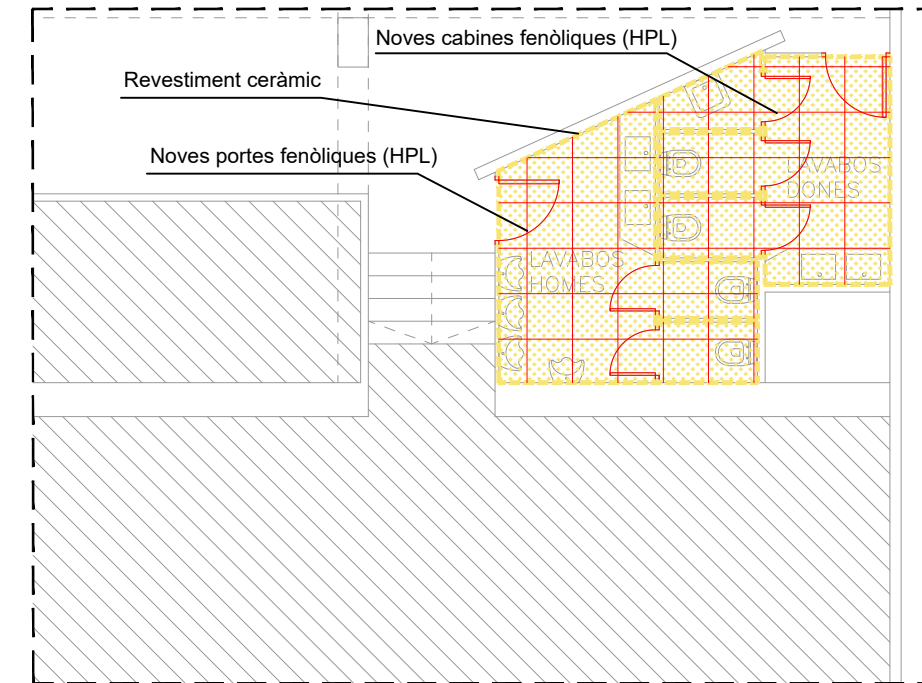 Noves cabines fenòliques (HPL)
Revestiment ceràmic
Noves portes fenòliques (HPL)
LAVABOS
DONES
LAVABOS
HOMES